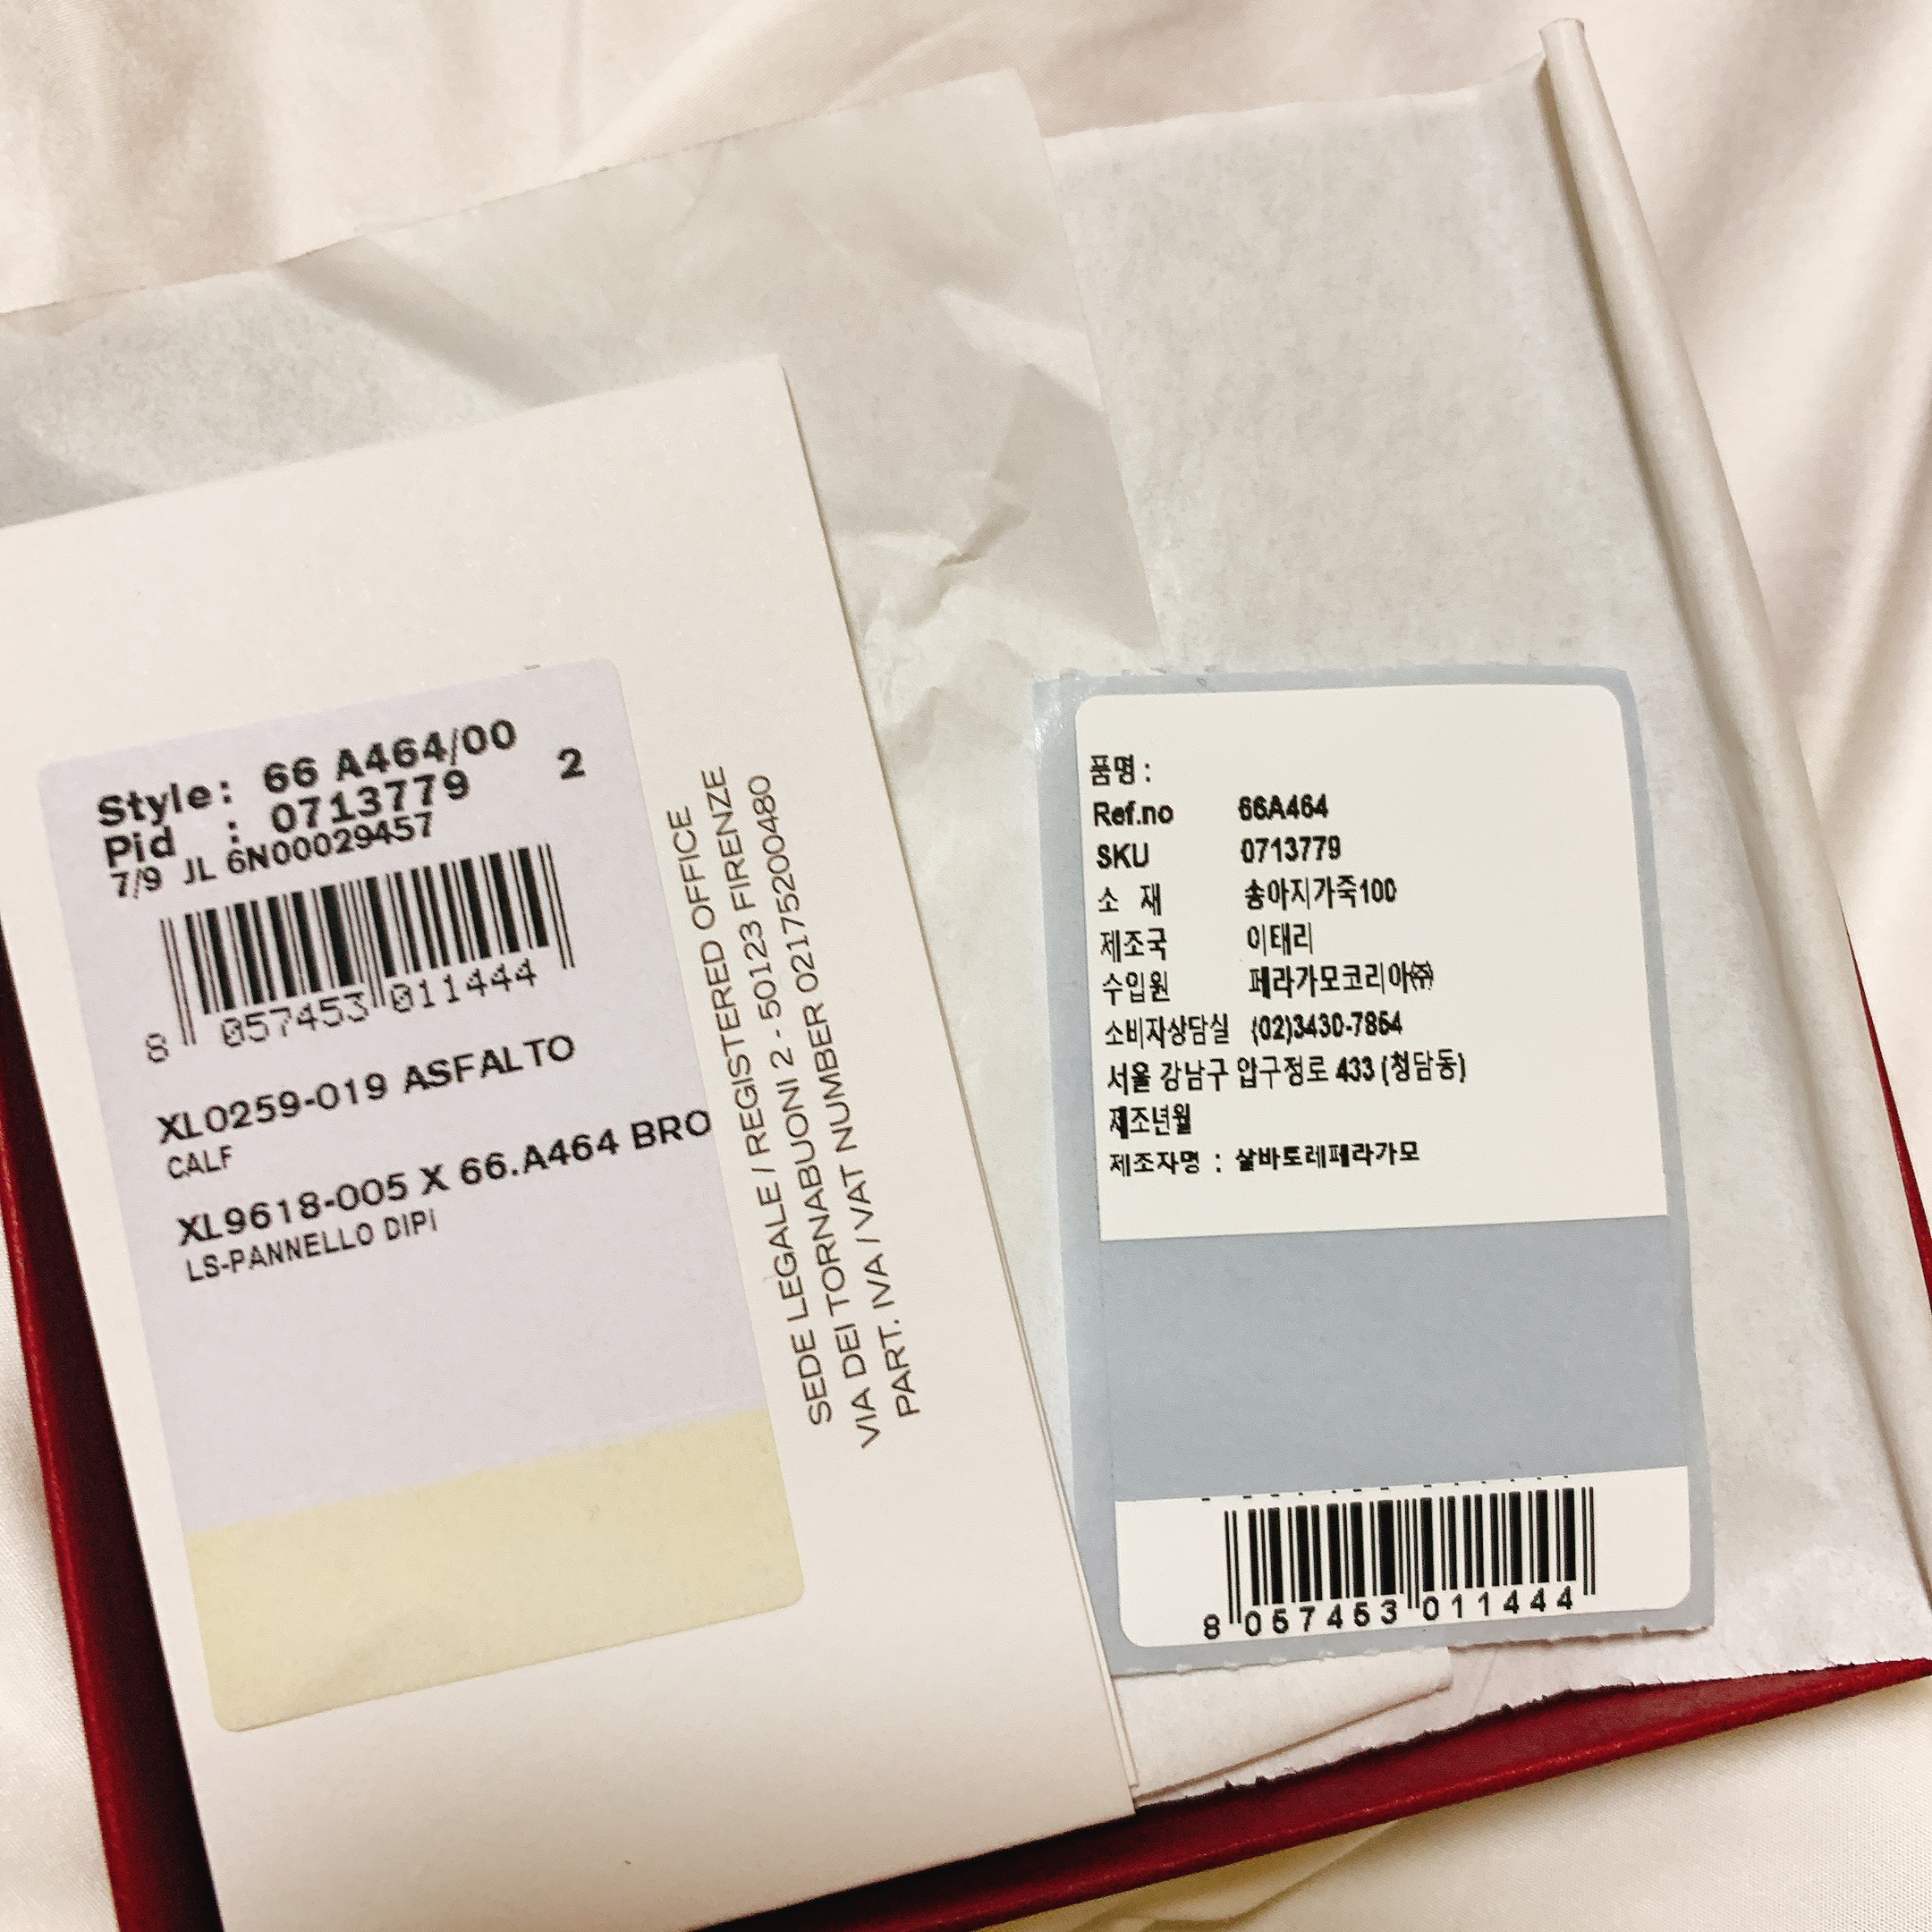 Style: 66 A464/00
Pid : 0713779 2
7/9 JL 6N00029457
8 057453 011444
XL0259-019 ASFALTO
CALF
XL9618-005 X 66.A464 BRO
LS-PANNELLO DIPI
SEDE LEGALE / REGISTERED OFFICE
VIA DEI TORNABUONI 2 - 50123 FIRENZE
PART. IVA / VAT NUMBER 02175200480
품명 :
Ref.no 66A464
SKU 0713779
소 재 송아지가죽100
제조국 이태리
수입원 페라가모코리아㈜
소비자상담실 (02)3430-7854
서울 강남구 압구정로 433 (청담동)
제조년월
제조자명 : 살바토레페라가모
8 057453 011444